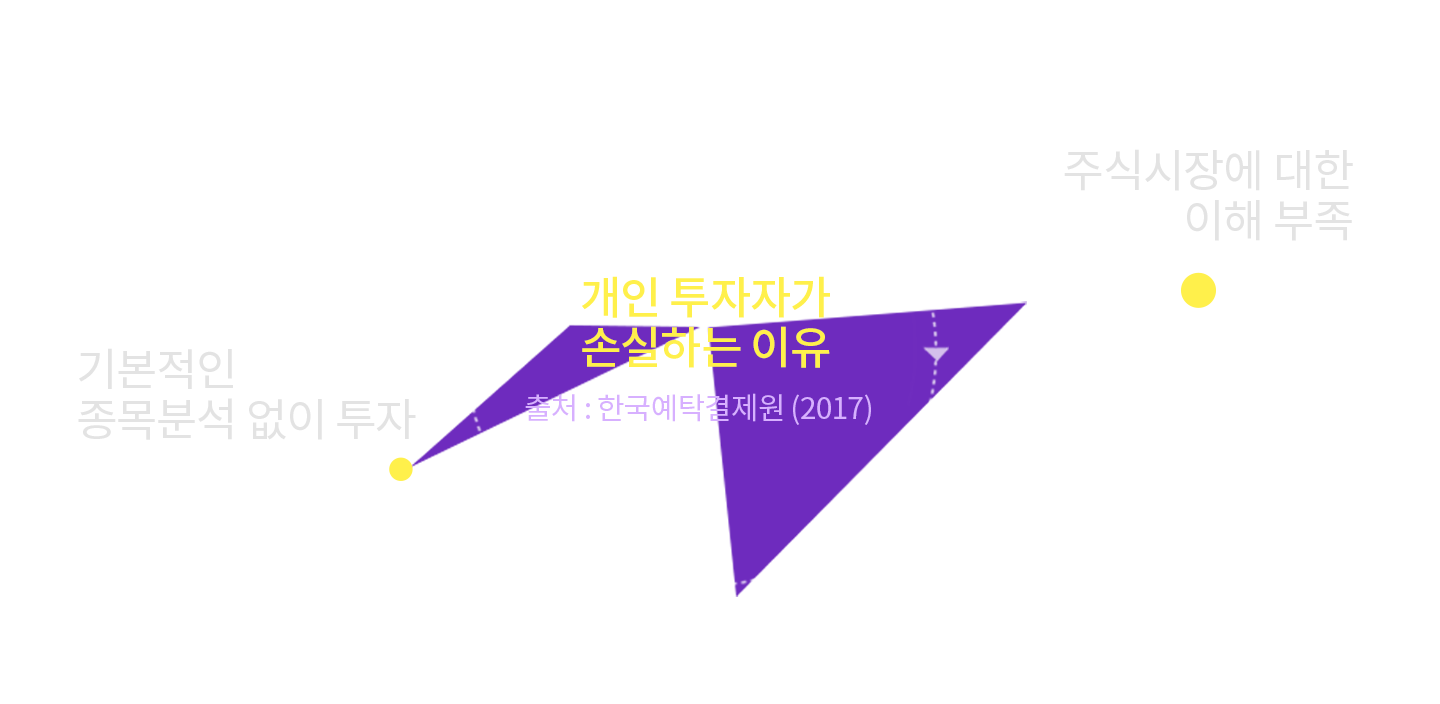 주식시장에 대한
이해 부족
개인 투자자가
손실하는 이유
출처 : 한국예탁결제원 (2017)
기본적인
종목분석 없이 투자